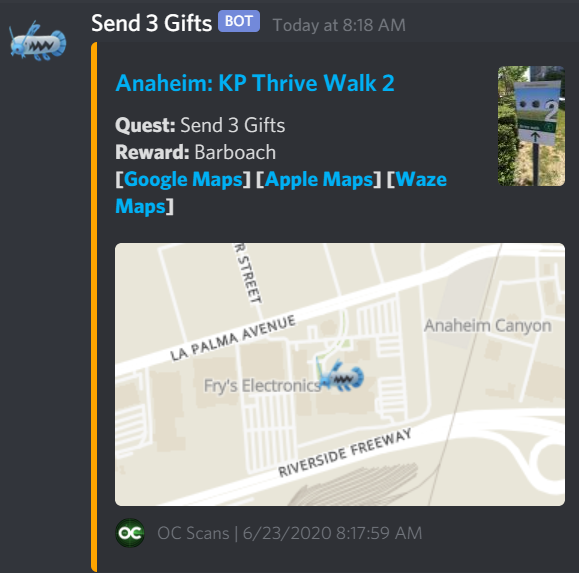 Send 3 Gifts BOT Today at 8:18 AM
Anaheim: KP Thrive Walk 2
Quest: Send 3 Gifts
Reward: Barboach
[Google Maps] [Apple Maps] [Waze
Maps]
2
R STREET
LA PALMA AVENUE
Anaheim Canyon
Fry's Electronics
RIVERSIDE FREEWAY
OC OC Scans | 6/23/2020 8:17:59 AM